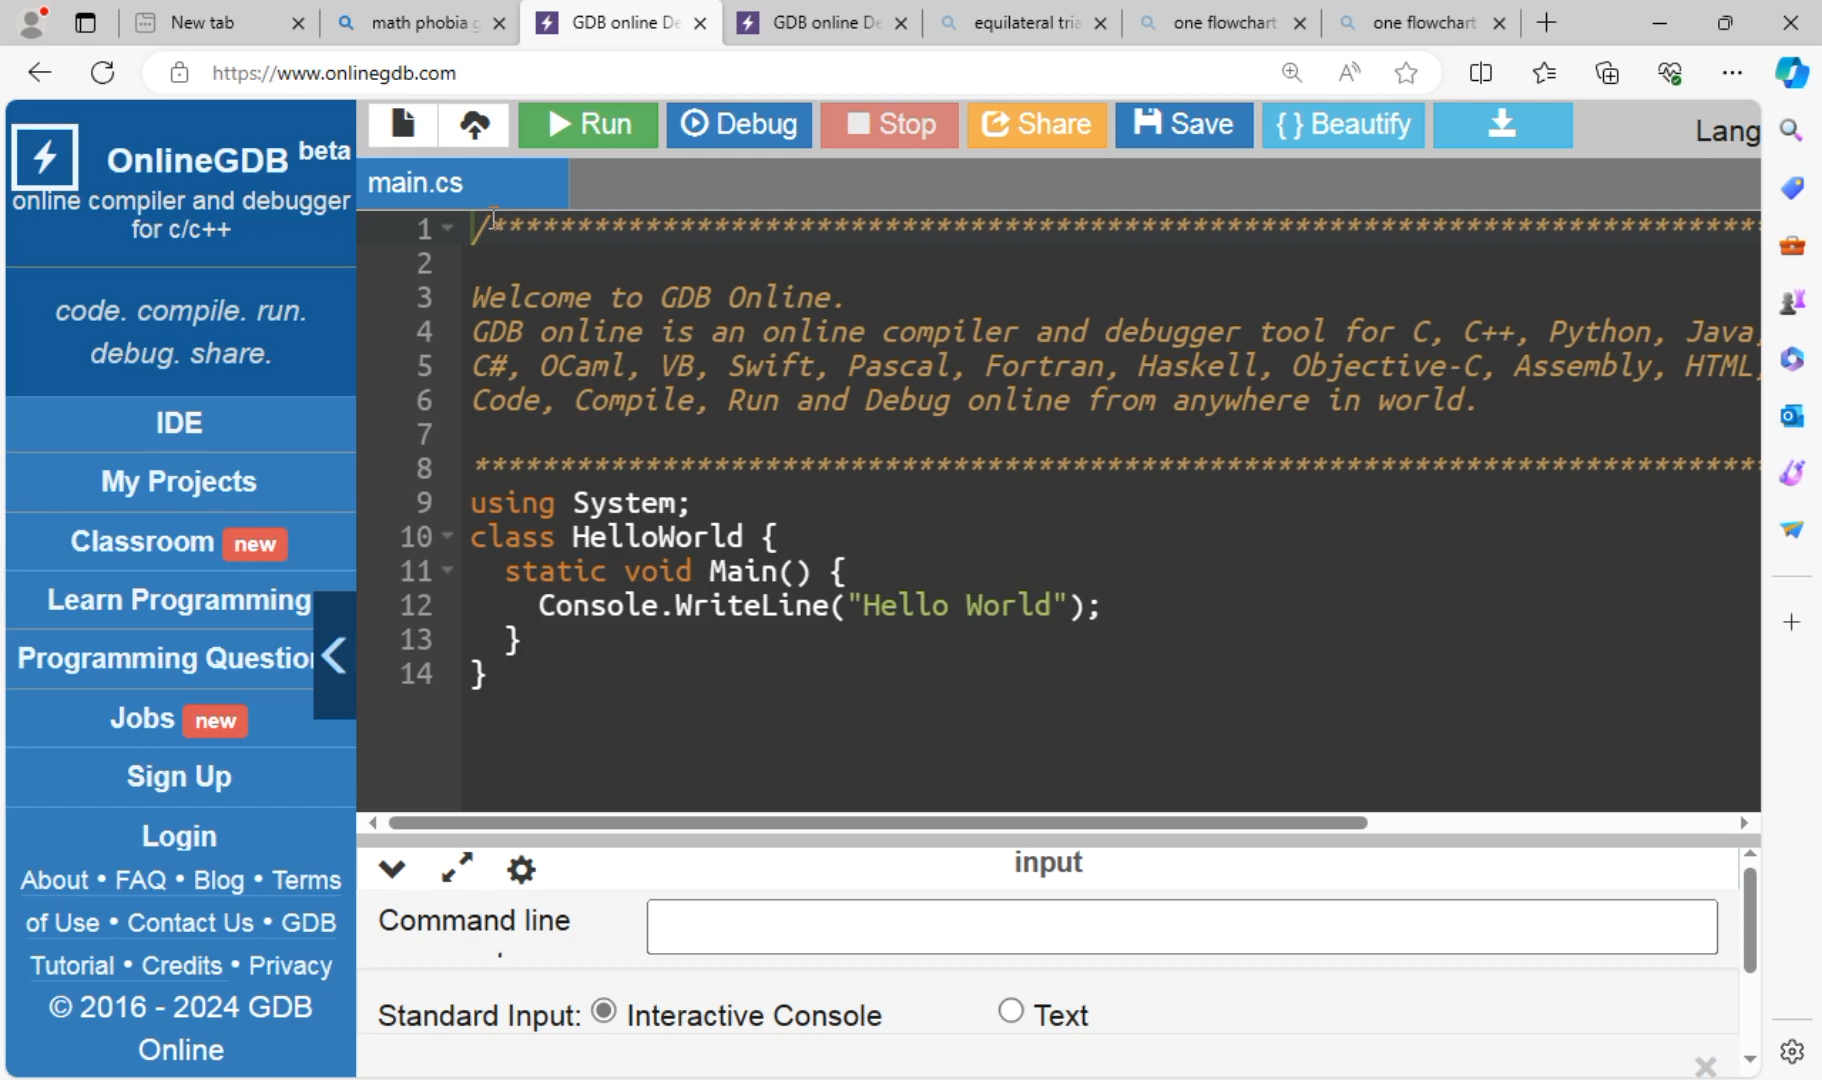 New tab
math phobia g
GDB online De
GDB online De
equilateral tria
one flowchart
one flowchart
https://www.onlinegdb.com
OnlineGDB beta
online compiler and debugger
for c/c++
code. compile. run.
debug. share.
IDE
My Projects
Classroom new
Learn Programming
Programming Question
Jobs new
Sign Up
Login
About • FAQ • Blog • Terms
of Use • Contact Us • GDB
Tutorial • Credits • Privacy
© 2016 - 2024 GDB
Online
Run
Debug
Stop
Share
Save
{ } Beautify
Lang
main.cs
1 /******************************************************************************
2
3 Welcome to GDB Online.
4 GDB online is an online compiler and debugger tool for C, C++, Python, Java,
5 C#, OCaml, VB, Swift, Pascal, Fortran, Haskell, Objective-C, Assembly, HTML,
6 Code, Compile, Run and Debug online from anywhere in world.
7
8 *******************************************************************************
9 using System;
10 class HelloWorld {
11 static void Main() {
12 Console.WriteLine("Hello World");
13 }
14 }
input
Command line
Standard Input: Interactive Console Text